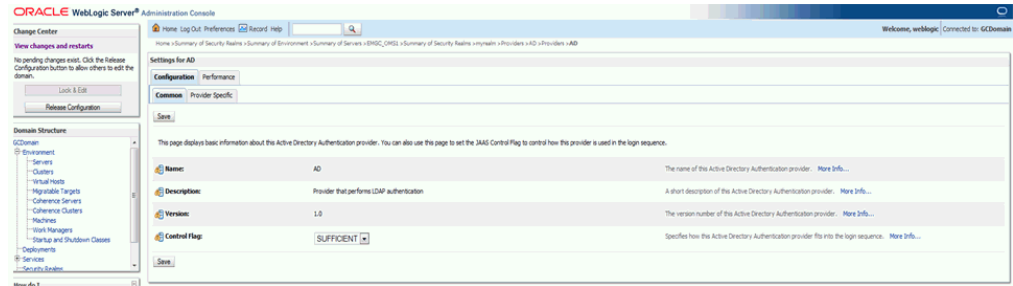 ORACLE WebLogic Server® Administration Console
Change Center
View changes and restarts
No pending changes exist. Click the Release
Configuration button to allow others to edit the
domain.
Lock & Edit
Release Configuration
Domain Structure
GCDomain
Environment
Servers
Clusters
Virtual Hosts
Migratable Targets
Coherence Servers
Coherence Clusters
Machines
Work Managers
Startup and Shutdown Classes
Deployments
Services
Security Realms
How do I...
Home Log Out Preferences Record Help
Welcome, weblogic Connected to: GCDomain
Home >Summary of Security Realms >Summary of Environment >Summary of Servers >EMGC_OMS1 >Summary of Security Realms >myrealm >Providers >AD >Providers >AD
Settings for AD
Configuration Performance
Common Provider Specific
Save
This page displays basic information about this Active Directory Authentication provider. You can also use this page to set the JAAS Control Flag to control how this provider is used in the login sequence.
Name: AD The name of this Active Directory Authentication provider. More Info...
Description: Provider that performs LDAP authentication A short description of this Active Directory Authentication provider. More Info...
Version: 1.0 The version number of this Active Directory Authentication provider. More Info...
Control Flag: SUFFICIENT Specifies how this Active Directory Authentication provider fits into the login sequence. More Info...
Save